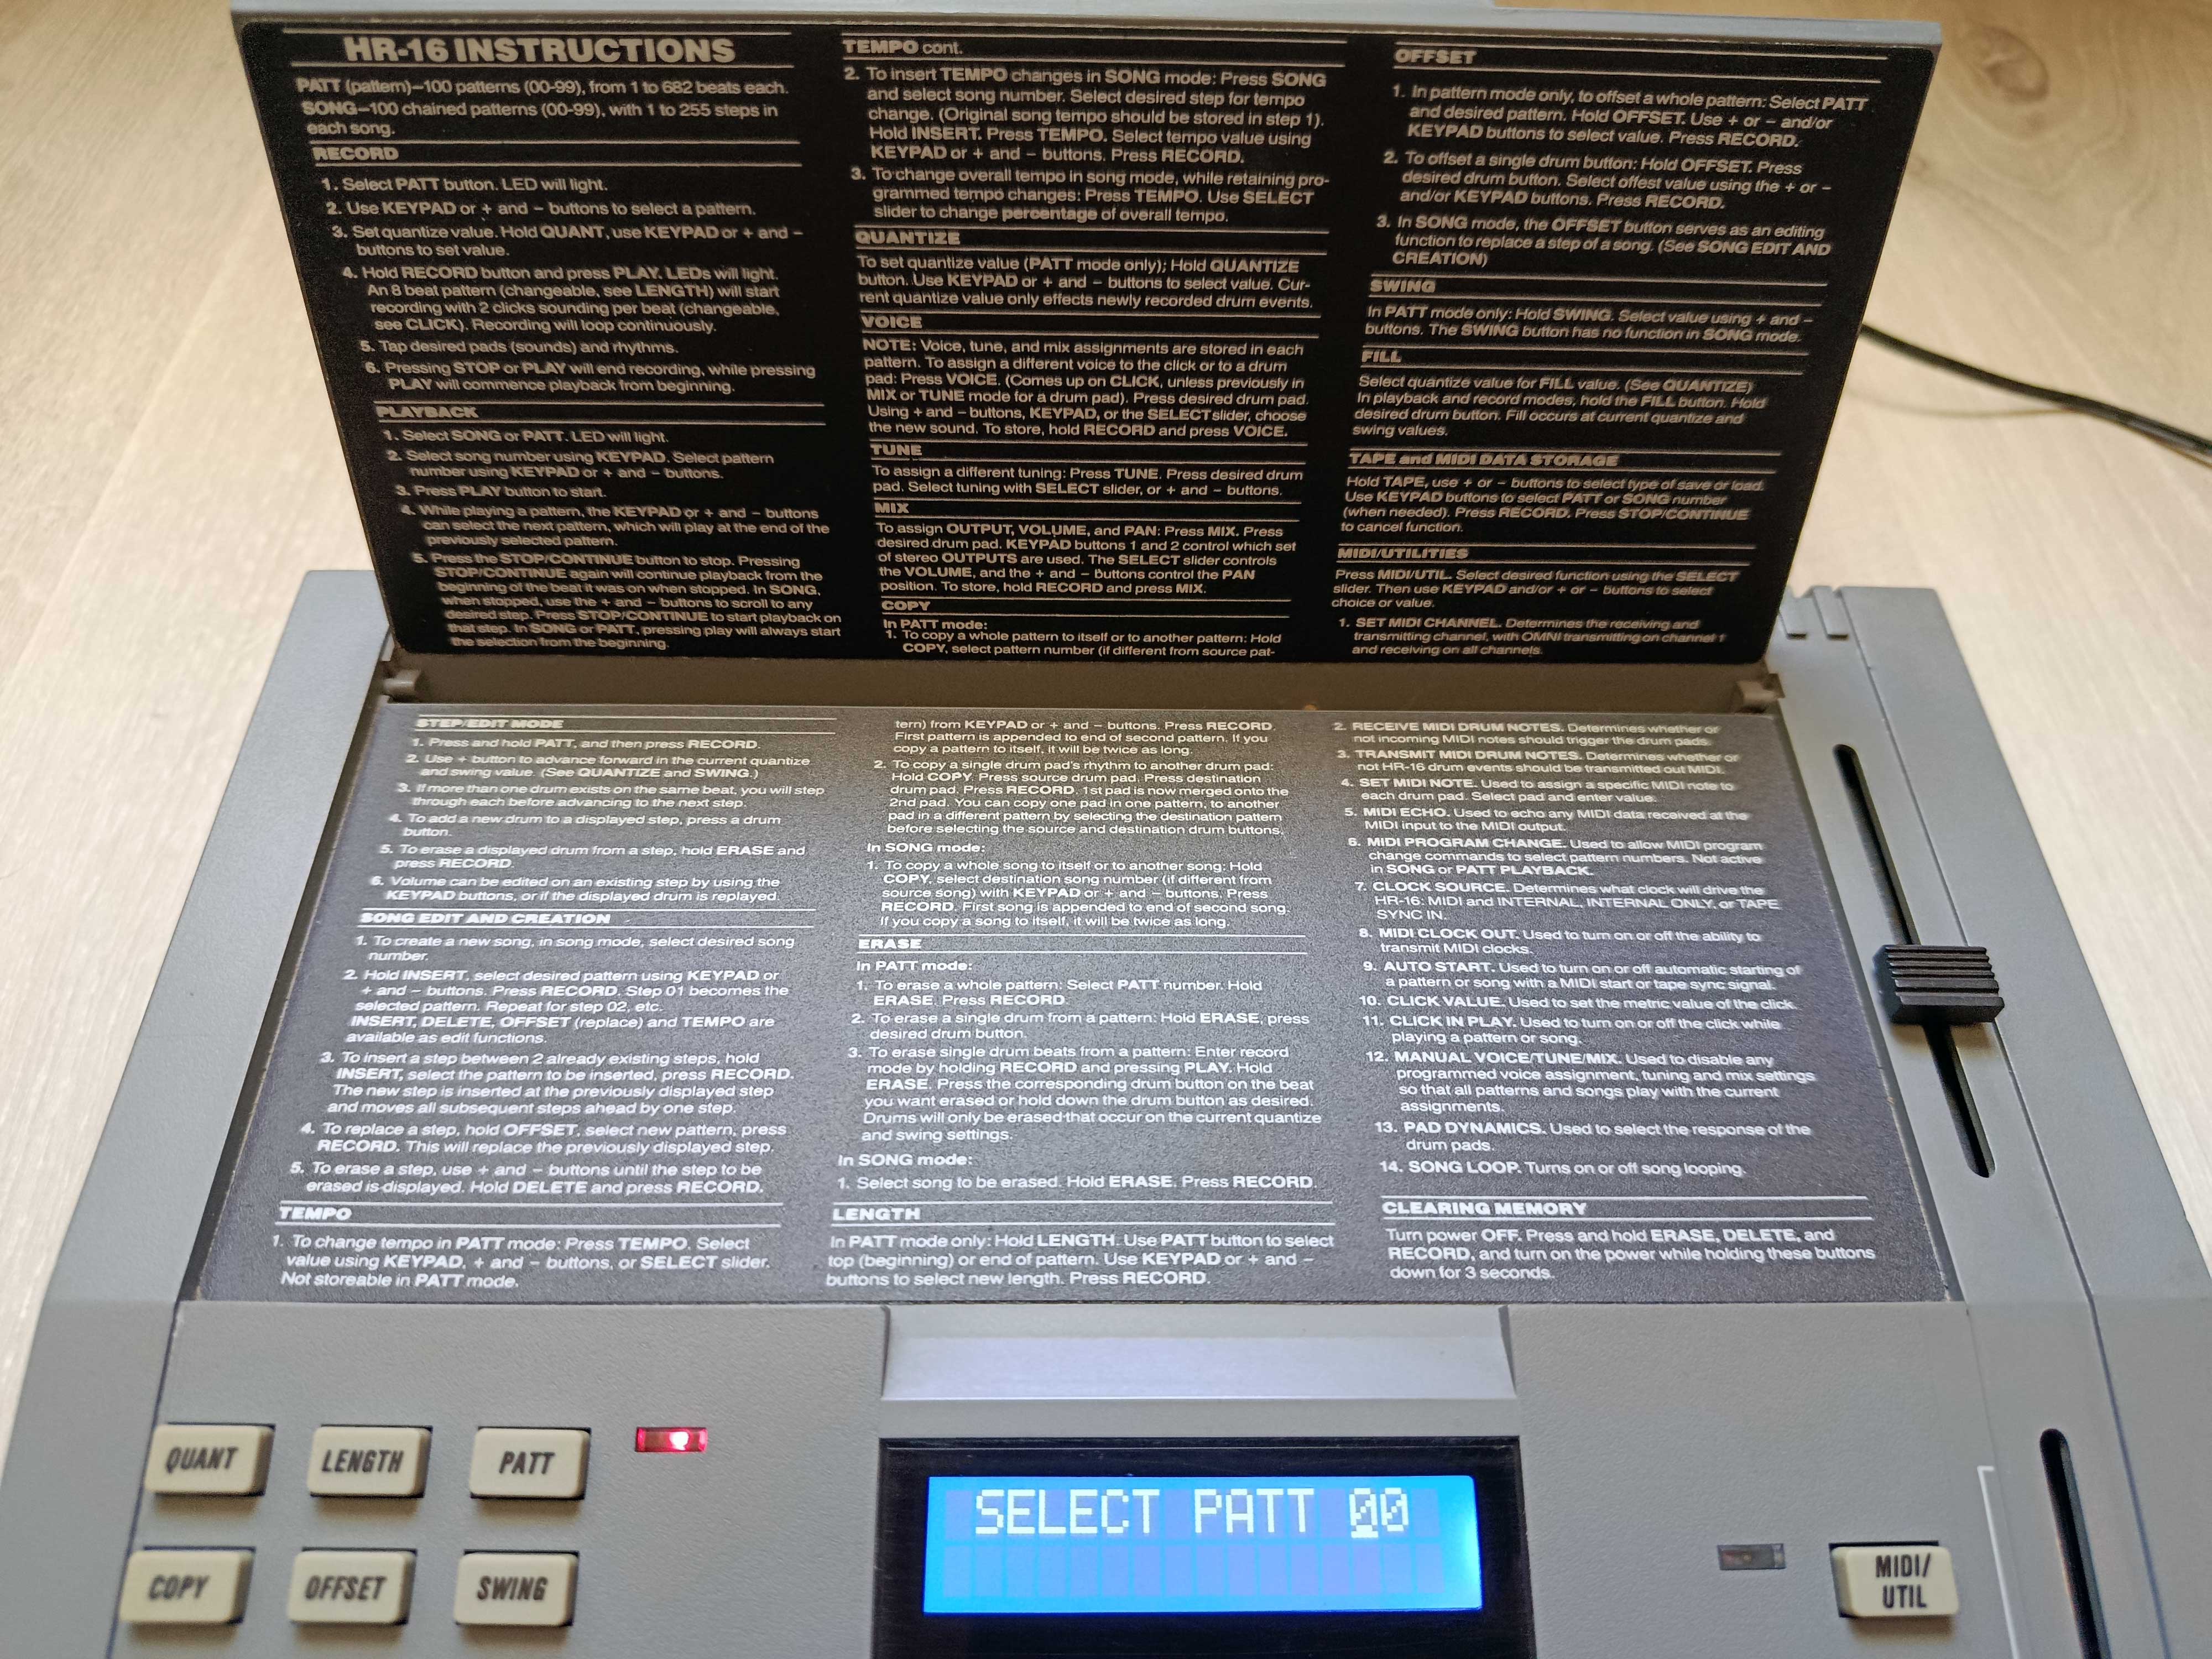 HR-16 INSTRUCTIONS
PATT (pattern)–100 patterns (00-99), from 1 to 682 beats each.
SONG–100 chained patterns (00-99), with 1 to 255 steps in
each song.
RECORD
1. Select PATT button. LED will light.
2. Use KEYPAD or + and – buttons to select a pattern.
3. Set quantize value. Hold QUANT, use KEYPAD or + and –
buttons to set value.
4. Hold RECORD button and press PLAY. LEDs will light.
An 8 beat pattern (changeable, see LENGTH) will start
recording with 2 clicks sounding per beat (changeable,
see CLICK). Recording will loop continuously.
5. Tap desired pads (sounds) and rhythms.
6. Pressing STOP or PLAY will end recording, while pressing
PLAY will commence playback from beginning.
PLAYBACK
1. Select SONG or PATT. LED will light.
2. Select song number using KEYPAD. Select pattern
number using KEYPAD or + and – buttons.
3. Press PLAY button to start.
4. While playing a pattern, the KEYPAD or + and – buttons
can select the next pattern, which will play at the end of the
previously selected pattern.
5. Press the STOP/CONTINUE button to stop. Pressing
STOP/CONTINUE again will continue playback from the
beginning of the beat it was on when stopped. In SONG,
when stopped, use the + and – buttons to scroll to any
desired step. Press STOP/CONTINUE to start playback on
that step. In SONG or PATT, pressing play will always start
the selection from the beginning.
STEP/EDIT MODE
1. Press and hold PATT, and then press RECORD.
2. Use + button to advance forward in the current quantize
and swing value. (See QUANTIZE and SWING.)
3. If more than one drum exists on the same beat, you will step
through each before advancing to the next step.
4. To add a new drum to a displayed step, press a drum
button.
5. To erase a displayed drum from a step, hold ERASE and
press RECORD.
6. Volume can be edited on an existing step by using the
KEYPAD buttons, or if the displayed drum is replayed.
SONG EDIT AND CREATION
1. To create a new song, in song mode, select desired song
number.
2. Hold INSERT, select desired pattern using KEYPAD or
+ and – buttons. Press RECORD. Step 01 becomes the
selected pattern. Repeat for step 02, etc.
INSERT, DELETE, OFFSET (replace) and TEMPO are
available as edit functions.
3. To insert a step between 2 already existing steps, hold
INSERT, select the pattern to be inserted, press RECORD.
The new step is inserted at the previously displayed step
and moves all subsequent steps ahead by one step.
4. To replace a step, hold OFFSET, select new pattern, press
RECORD. This will replace the previously displayed step.
5. To erase a step, use + and – buttons until the step to be
erased is displayed. Hold DELETE and press RECORD.
TEMPO
1. To change tempo in PATT mode: Press TEMPO. Select
value using KEYPAD, + and – buttons, or SELECT slider.
Not storeable in PATT mode.
TEMPO cont.
2. To insert TEMPO changes in SONG mode: Press SONG
and select song number. Select desired step for tempo
change. (Original song tempo should be stored in step 1).
Hold INSERT. Press TEMPO. Select tempo value using
KEYPAD or + and – buttons. Press RECORD.
3. To change overall tempo in song mode, while retaining pro-
grammed tempo changes: Press TEMPO. Use SELECT
slider to change percentage of overall tempo.
QUANTIZE
To set quantize value (PATT mode only); Hold QUANTIZE
button. Use KEYPAD or + and – buttons to select value. Cur-
rent quantize value only effects newly recorded drum events.
VOICE
NOTE: Voice, tune, and mix assignments are stored in each
pattern. To assign a different voice to the click or to a drum
pad: Press VOICE. (Comes up on CLICK, unless previously in
MIX or TUNE mode for a drum pad). Press desired drum pad.
Using + and – buttons, KEYPAD, or the SELECT slider, choose
the new sound. To store, hold RECORD and press VOICE.
TUNE
To assign a different tuning: Press TUNE. Press desired drum
pad. Select tuning with SELECT slider, or + and – buttons.
MIX
To assign OUTPUT, VOLUME, and PAN: Press MIX. Press
desired drum pad. KEYPAD buttons 1 and 2 control which set
of stereo OUTPUTS are used. The SELECT slider controls
the VOLUME, and the + and – buttons control the PAN
position. To store, hold RECORD and press MIX.
COPY
In PATT mode:
1. To copy a whole pattern to itself or to another pattern: Hold
COPY, select pattern number (if different from source pat-
tern) from KEYPAD or + and – buttons. Press RECORD.
First pattern is appended to end of second pattern. If you
copy a pattern to itself, it will be twice as long.
2. To copy a single drum pad's rhythm to another drum pad:
Hold COPY. Press source drum pad. Press destination
drum pad. Press RECORD. 1st pad is now merged onto the
2nd pad. You can copy one pad in one pattern, to another
pad in a different pattern by selecting the destination pattern
before selecting the source and destination drum buttons.
In SONG mode:
1. To copy a whole song to itself or to another song: Hold
COPY, select destination song number (if different from
source song) with KEYPAD or + and – buttons. Press
RECORD. First song is appended to end of second song.
If you copy a song to itself, it will be twice as long.
ERASE
In PATT mode:
1. To erase a whole pattern: Select PATT number. Hold
ERASE. Press RECORD.
2. To erase a single drum from a pattern: Hold ERASE, press
desired drum button.
3. To erase single drum beats from a pattern: Enter record
mode by holding RECORD and pressing PLAY. Hold
ERASE. Press the corresponding drum button on the beat
you want erased or hold down the drum button as desired.
Drums will only be erased that occur on the current quantize
and swing settings.
In SONG mode:
1. Select song to be erased. Hold ERASE. Press RECORD.
LENGTH
In PATT mode only: Hold LENGTH. Use PATT button to select
top (beginning) or end of pattern. Use KEYPAD or + and –
buttons to select new length. Press RECORD.
OFFSET
1. In pattern mode only, to offset a whole pattern: Select PATT
and desired pattern. Hold OFFSET. Use + or – and/or
KEYPAD buttons to select value. Press RECORD.
2. To offset a single drum button: Hold OFFSET. Press
desired drum button. Select offest value using the + or –
and/or KEYPAD buttons. Press RECORD.
3. In SONG mode, the OFFSET button serves as an editing
function to replace a step of a song. (See SONG EDIT AND
CREATION)
SWING
In PATT mode only: Hold SWING. Select value using + and –
buttons. The SWING button has no function in SONG mode.
FILL
Select quantize value for FILL value. (See QUANTIZE)
In playback and record modes, hold the FILL button. Hold
desired drum button. Fill occurs at current quantize and
swing values.
TAPE and MIDI DATA STORAGE
Hold TAPE, use + or – buttons to select type of save or load.
Use KEYPAD buttons to select PATT or SONG number
(when needed). Press RECORD. Press STOP/CONTINUE
to cancel function.
MIDI/UTILITIES
Press MIDI/UTIL. Select desired function using the SELECT
slider. Then use KEYPAD and/or + or – buttons to select
choice or value.
1. SET MIDI CHANNEL. Determines the receiving and
transmitting channel, with OMNI transmitting on channel 1
and receiving on all channels.
2. RECEIVE MIDI DRUM NOTES. Determines whether or
not incoming MIDI notes should trigger the drum pads.
3. TRANSMIT MIDI DRUM NOTES. Determines whether or
not HR-16 drum events should be transmitted out MIDI.
4. SET MIDI NOTE. Used to assign a specific MIDI note to
each drum pad. Select pad and enter value.
5. MIDI ECHO. Used to echo any MIDI data received at the
MIDI input to the MIDI output.
6. MIDI PROGRAM CHANGE. Used to allow MIDI program
change commands to select pattern numbers. Not active
in SONG or PATT PLAYBACK.
7. CLOCK SOURCE. Determines what clock will drive the
HR-16: MIDI and INTERNAL, INTERNAL ONLY, or TAPE
SYNC IN.
8. MIDI CLOCK OUT. Used to turn on or off the ability to
transmit MIDI clocks.
9. AUTO START. Used to turn on or off automatic starting of
a pattern or song with a MIDI start or tape sync signal.
10. CLICK VALUE. Used to set the metric value of the click.
11. CLICK IN PLAY. Used to turn on or off the click while
playing a pattern or song.
12. MANUAL VOICE/TUNE/MIX. Used to disable any
programmed voice assignment, tuning and mix settings
so that all patterns and songs play with the current
assignments.
13. PAD DYNAMICS. Used to select the response of the
drum pads.
14. SONG LOOP. Turns on or off song looping.
CLEARING MEMORY
Turn power OFF. Press and hold ERASE, DELETE, and
RECORD, and turn on the power while holding these buttons
down for 3 seconds.
QUANT
LENGTH
PATT
SELECT PATT 00
COPY
OFFSET
SWING
MIDI/
UTIL